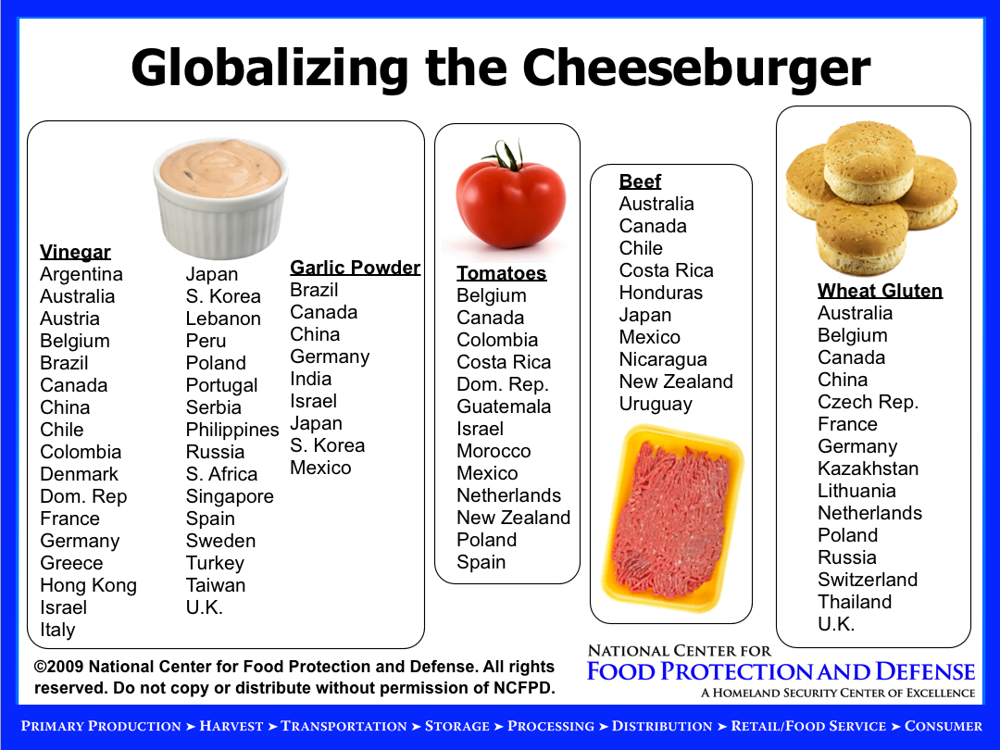 Globalizing the Cheeseburger
Vinegar
Argentina
Australia
Austria
Belgium
Brazil
Canada
China
Chile
Colombia
Denmark
Dom. Rep
France
Germany
Greece
Hong Kong
Israel
Italy
Japan
S. Korea
Lebanon
Peru
Poland
Portugal
Serbia
Philippines
Russia
S. Africa
Singapore
Spain
Sweden
Turkey
Taiwan
U.K.
Garlic Powder
Brazil
Canada
China
Germany
India
Israel
Japan
S. Korea
Mexico
Tomatoes
Belgium
Canada
Colombia
Costa Rica
Dom. Rep.
Guatemala
Israel
Morocco
Mexico
Netherlands
New Zealand
Poland
Spain
Beef
Australia
Canada
Chile
Costa Rica
Honduras
Japan
Mexico
Nicaragua
New Zealand
Uruguay
Wheat Gluten
Australia
Belgium
Canada
China
Czech Rep.
France
Germany
Kazakhstan
Lithuania
Netherlands
Poland
Russia
Switzerland
Thailand
U.K.
©2009 National Center for Food Protection and Defense. All rights
reserved. Do not copy or distribute without permission of NCFPD.
NATIONAL CENTER FOR
FOOD PROTECTION AND DEFENSE
A HOMELAND SECURITY CENTER OF EXCELLENCE
PRIMARY PRODUCTION ➤ HARVEST ➤ TRANSPORTATION ➤ STORAGE ➤ PROCESSING ➤ DISTRIBUTION ➤ RETAIL/FOOD SERVICE ➤ CONSUMER